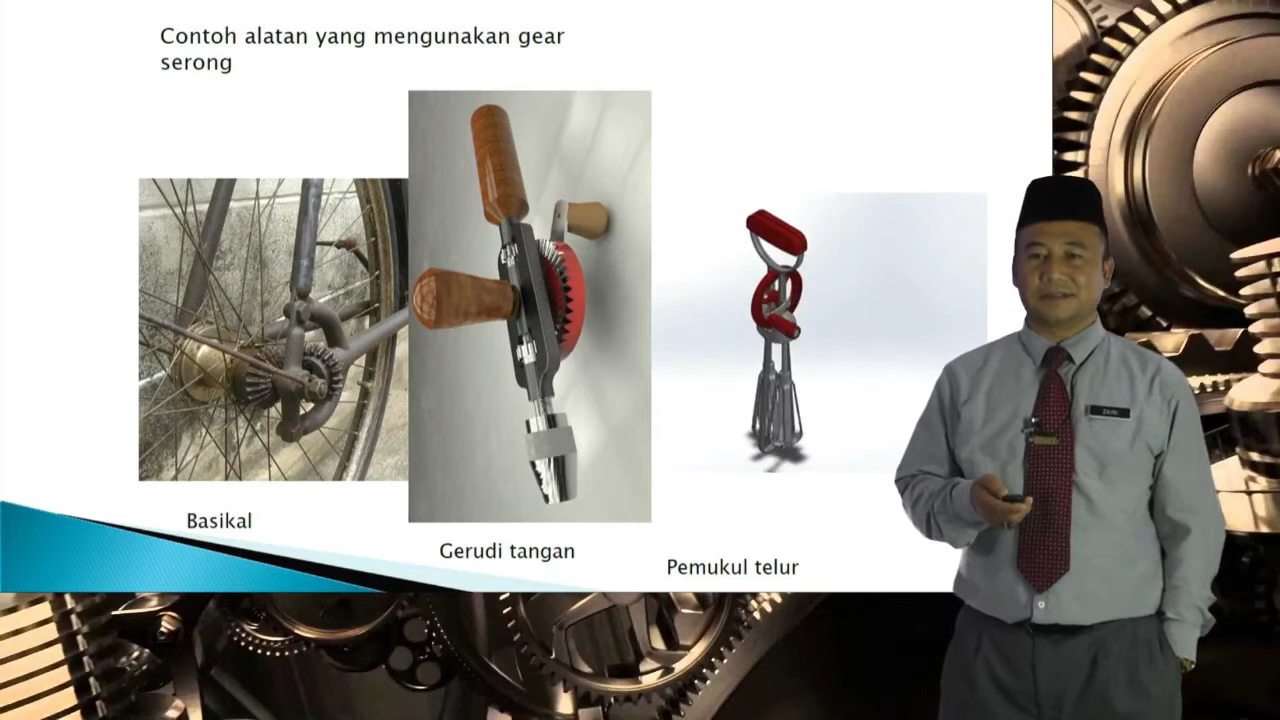 Contoh alatan yang mengunakan gear
serong
Basikal
Gerudi tangan
Pemukul telur